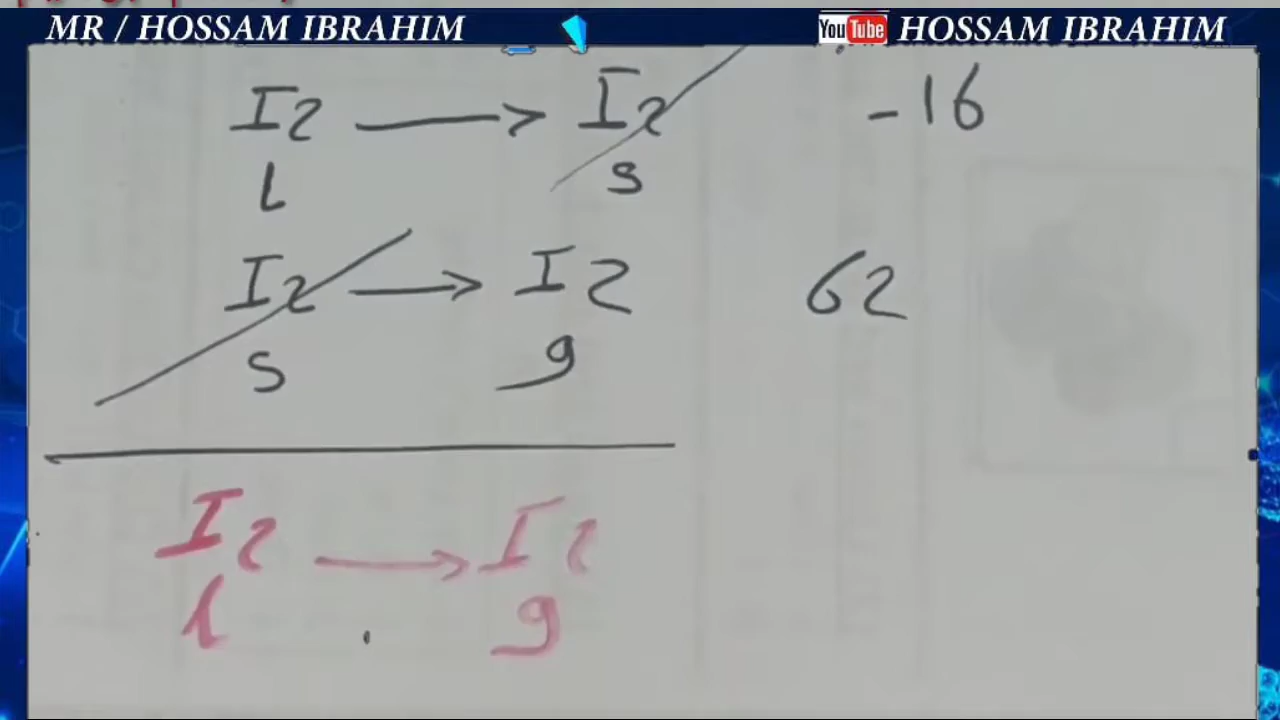 MR / HOSSAM IBRAHIM
YouTube HOSSAM IBRAHIM
I2 → I2 -16
l s
I2 → I2 62
s g
I2 → I2
l g